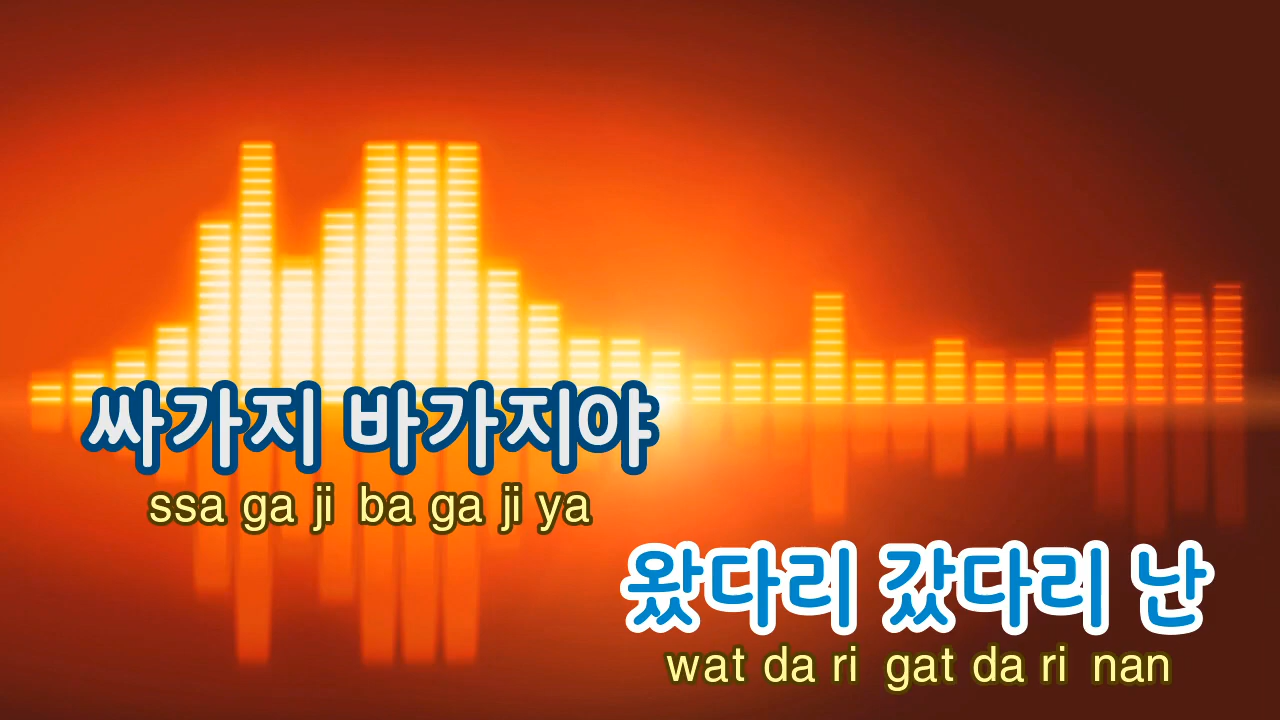 싸가지 바가지야
ssa ga ji ba ga ji ya
왔다리 갔다리 난
wat da ri gat da ri nan